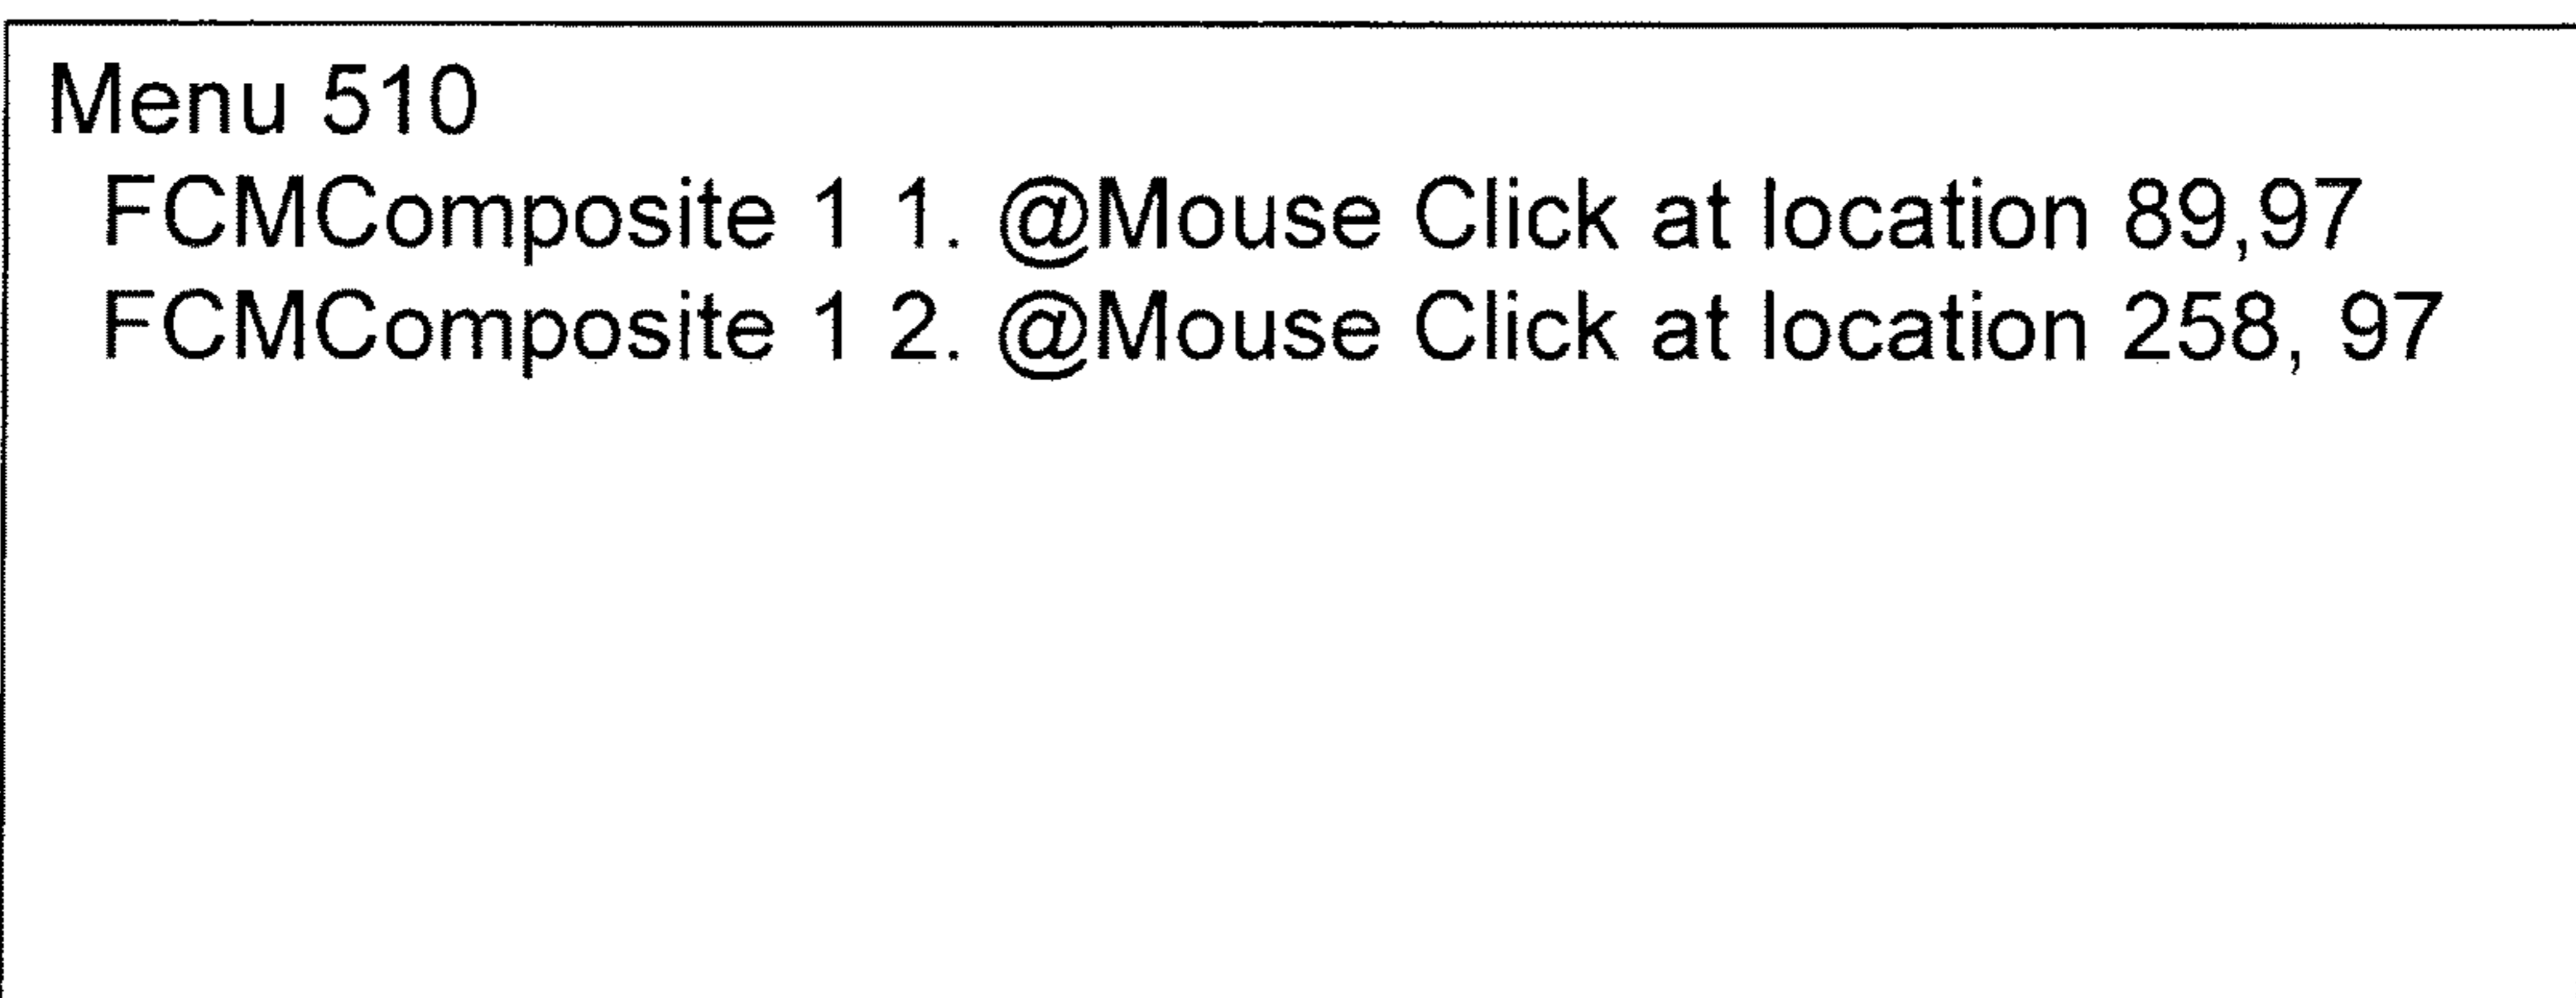 Menu 510
FCMComposite 1 1. @Mouse Click at location 89,97
FCMComposite 1 2. @Mouse Click at location 258, 97